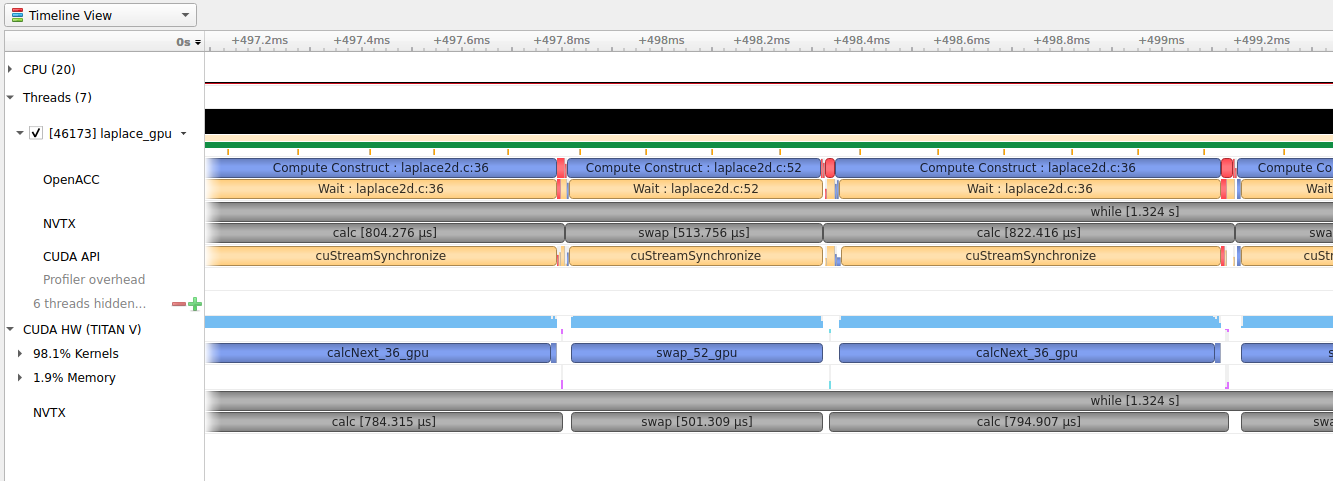 Timeline View
0s +497.2ms +497.4ms +497.6ms +497.8ms +498ms +498.2ms +498.4ms +498.6ms +498.8ms +499ms +499.2ms
CPU (20)
Threads (7)
[46173] laplace_gpu
OpenACC
Compute Construct : laplace2d.c:36 Compute Construct : laplace2d.c:52 Compute Construct : laplace2d.c:36 Compute Co
Wait : laplace2d.c:36 Wait : laplace2d.c:52 Wait : laplace2d.c:36 Wait
NVTX
while [1.324 s]
calc [804.276 μs] swap [513.756 μs] calc [822.416 μs] swa
CUDA API cuStreamSynchronize cuStreamSynchronize cuStreamSynchronize cuSt
Profiler overhead
6 threads hidden...
CUDA HW (TITAN V)
98.1% Kernels calcNext_36_gpu swap_52_gpu calcNext_36_gpu s
1.9% Memory
NVTX
while [1.324 s]
calc [784.315 μs] swap [501.309 μs] calc [794.907 μs] swa